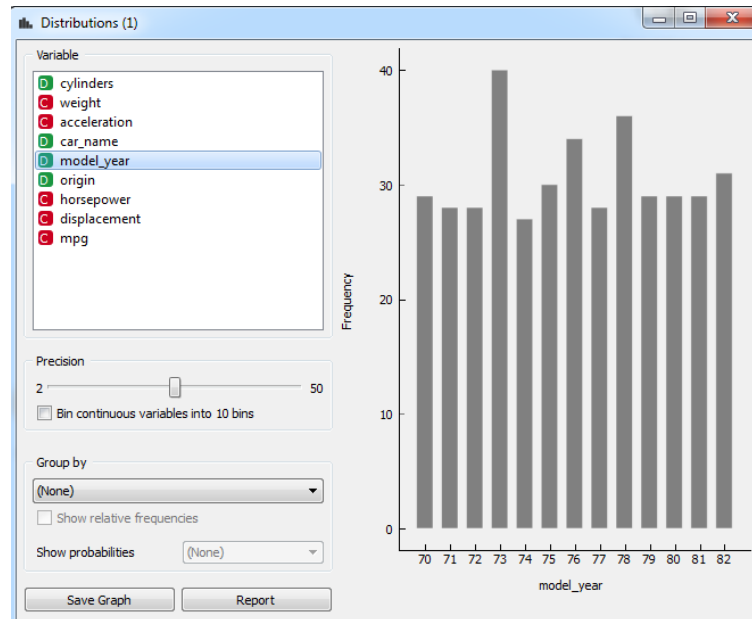 Distributions (1)
Variable
D cylinders
C weight
C acceleration
D car_name
D model_year
D origin
C horsepower
C displacement
C mpg
Precision
2 50
Bin continuous variables into 10 bins
Group by
(None)
Show relative frequencies
Show probabilities (None)
Save Graph Report
40
30
20
10
0
Frequency
70 71 72 73 74 75 76 77 78 79 80 81 82
model_year